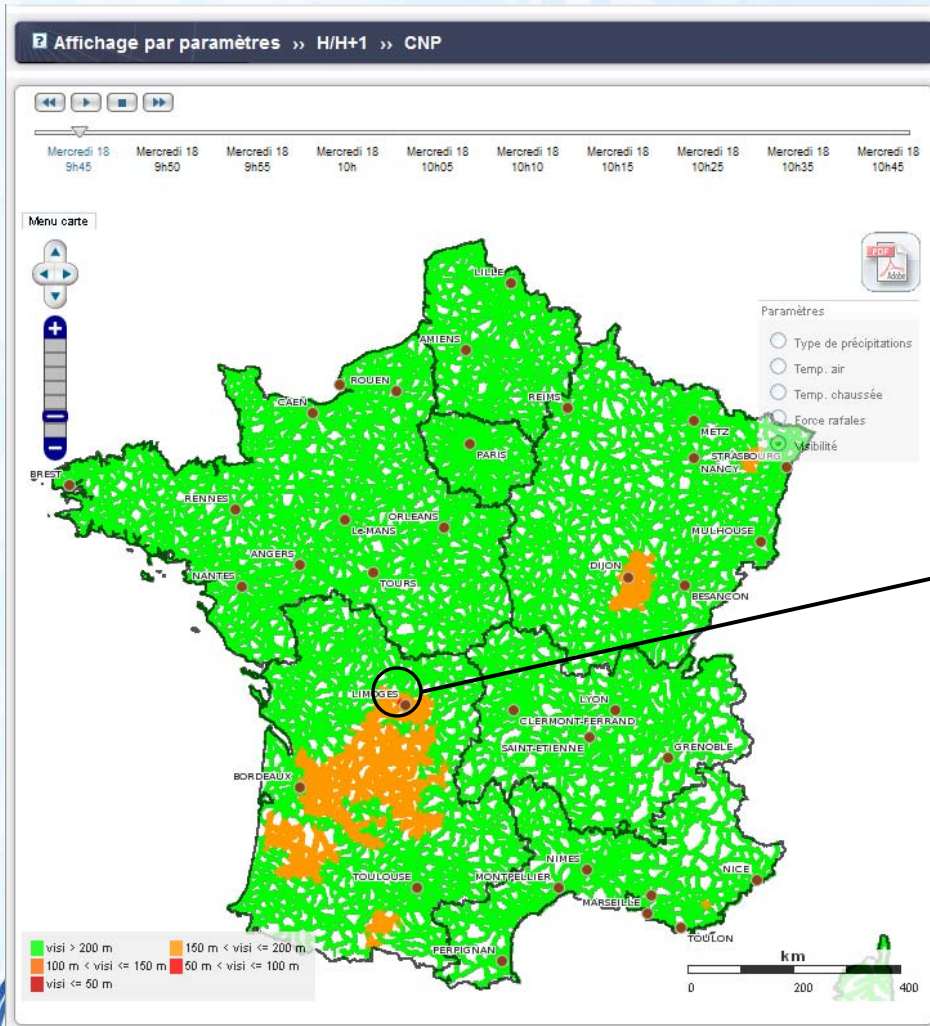 Affichage par paramètres ›› H/H+1 ›› CNP
Mercredi 18 Mercredi 18 Mercredi 18 Mercredi 18 Mercredi 18 Mercredi 18 Mercredi 18 Mercredi 18 Mercredi 18 Mercredi 18
9h45 9h50 9h55 10h 10h05 10h10 10h15 10h25 10h35 10h45
Menu carte
PDF
Adobe
Paramètres
Type de précipitations
Temp. air
Temp. chaussée
Force rafales
Visibilité
LILLE
AMIENS
ROUEN
CAEN
REIMS
METZ
PARIS
STRASBOURG
NANCY
BREST
RENNES
Le-MANS
ORLEANS
MULHOUSE
ANGERS
DIJON
NANTES
TOURS
BESANCON
LIMOGES
LYON
CLERMONT-FERRAND
SAINT-ETIENNE
GRENOBLE
BORDEAUX
NIMES
NICE
TOULOUSE
MONTPELLIER
MARSEILLE
TOULON
PERPIGNAN
visi > 200 m 150 m < visi <= 200 m
100 m < visi <= 150 m 50 m < visi <= 100 m
visi <= 50 m
km
0 200 400